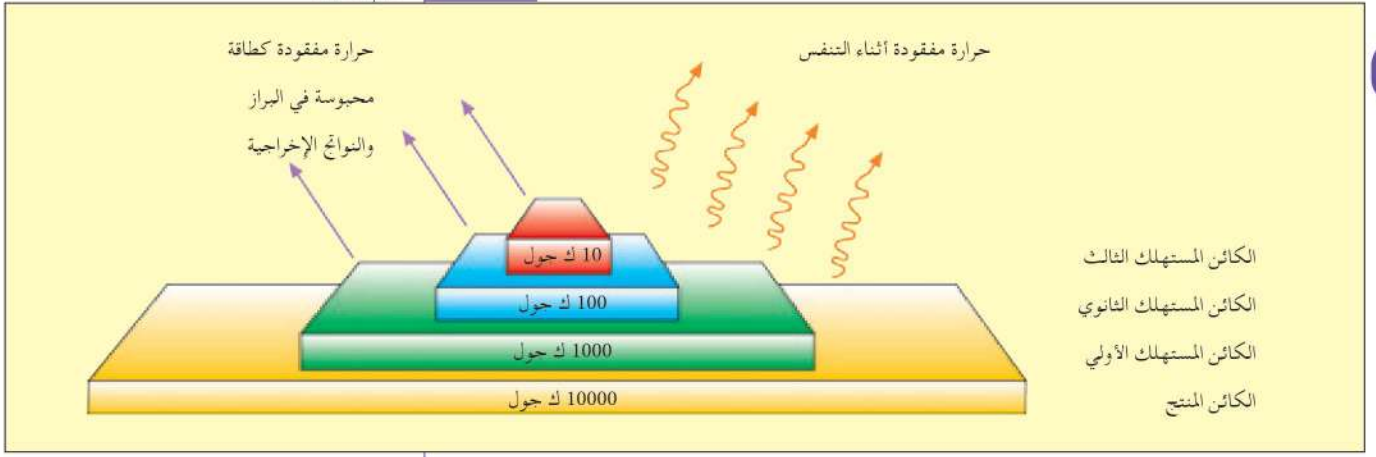 حرارة مفقودة أثناء التنفس
حرارة مفقودة كطاقة
محبوسة في البراز
والنواتج الإخراجية
الكائن المستهلك الثالث
10 ك جول
الكائن المستهلك الثانوي
100 ك جول
الكائن المستهلك الأولي
1000 ك جول
الكائن المنتج
10000 ك جول